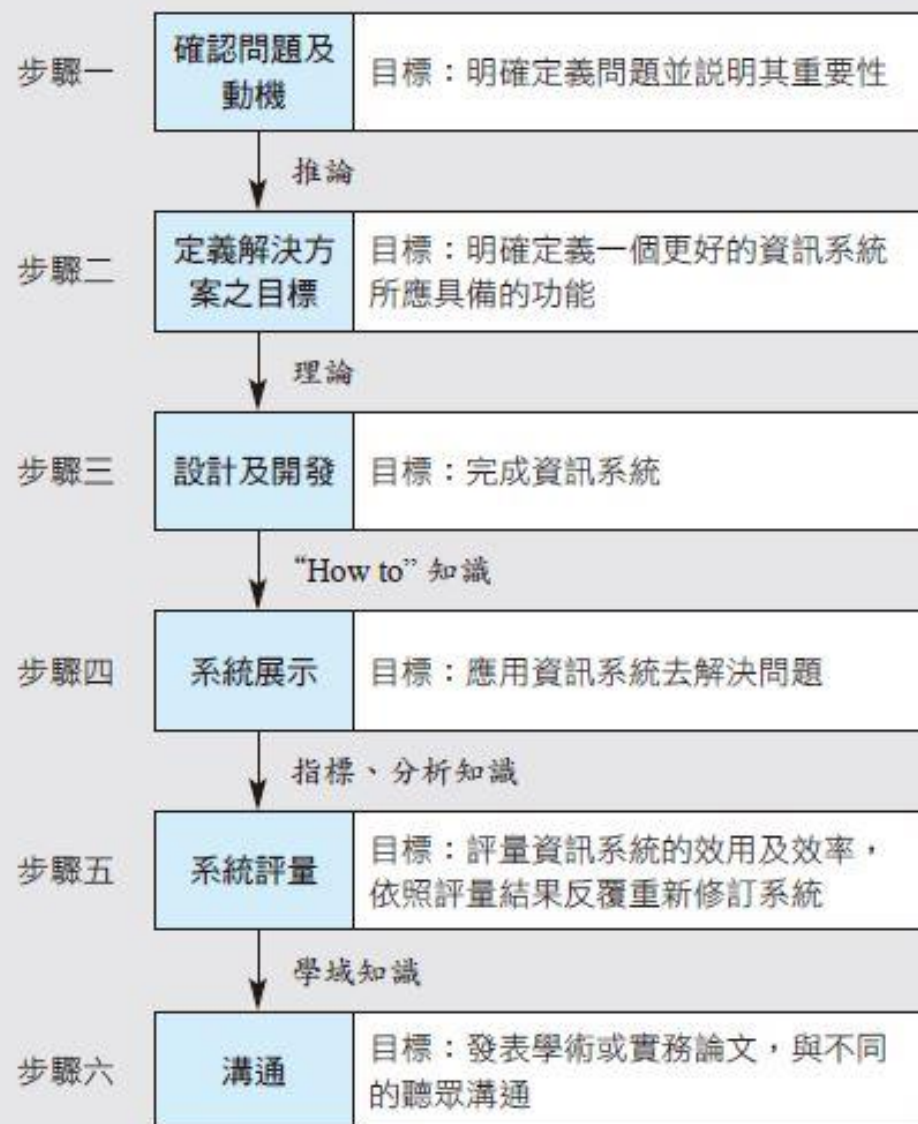 步驟一
確認問題及
動機
目標：明確定義問題並說明其重要性
推論
步驟二
定義解決方
案之目標
目標：明確定義一個更好的資訊系統
所應具備的功能
理論
步驟三
設計及開發
目標：完成資訊系統
“How to” 知識
步驟四
系統展示
目標：應用資訊系統去解決問題
指標、分析知識
步驟五
系統評量
目標：評量資訊系統的效用及效率，
依照評量結果反覆重新修訂系統
學域知識
步驟六
溝通
目標：發表學術或實務論文，與不同
的聽眾溝通